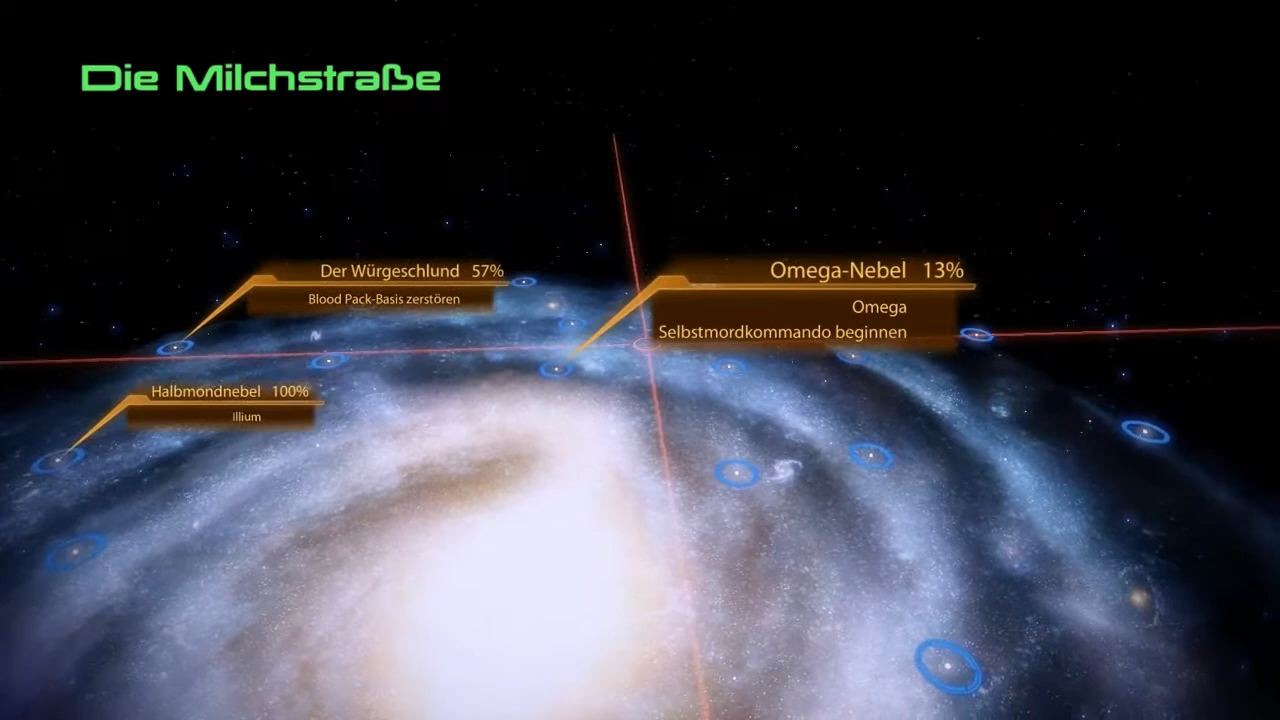 Die Milchstraße
Der Würgeschlund 57%
Blood Pack-Basis zerstören
Omega-Nebel 13%
Omega
Selbstmordkommando beginnen
Halbmondnebel 100%
Illium